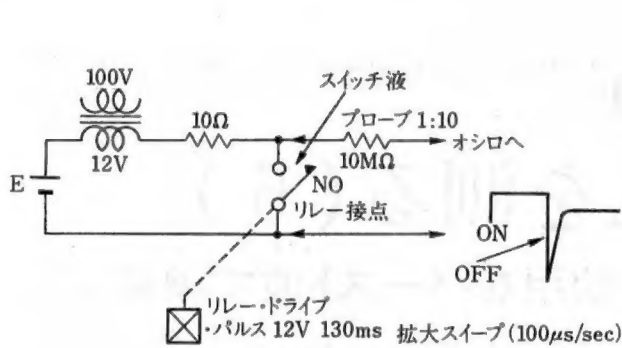 100V
12V
10Ω
スイッチ液
プローブ 1:10
10MΩ
オシロへ
E
NO
リレー接点
ON
OFF
リレー・ドライブ
・パルス 12V 130ms
拡大スイープ(100μs/sec)